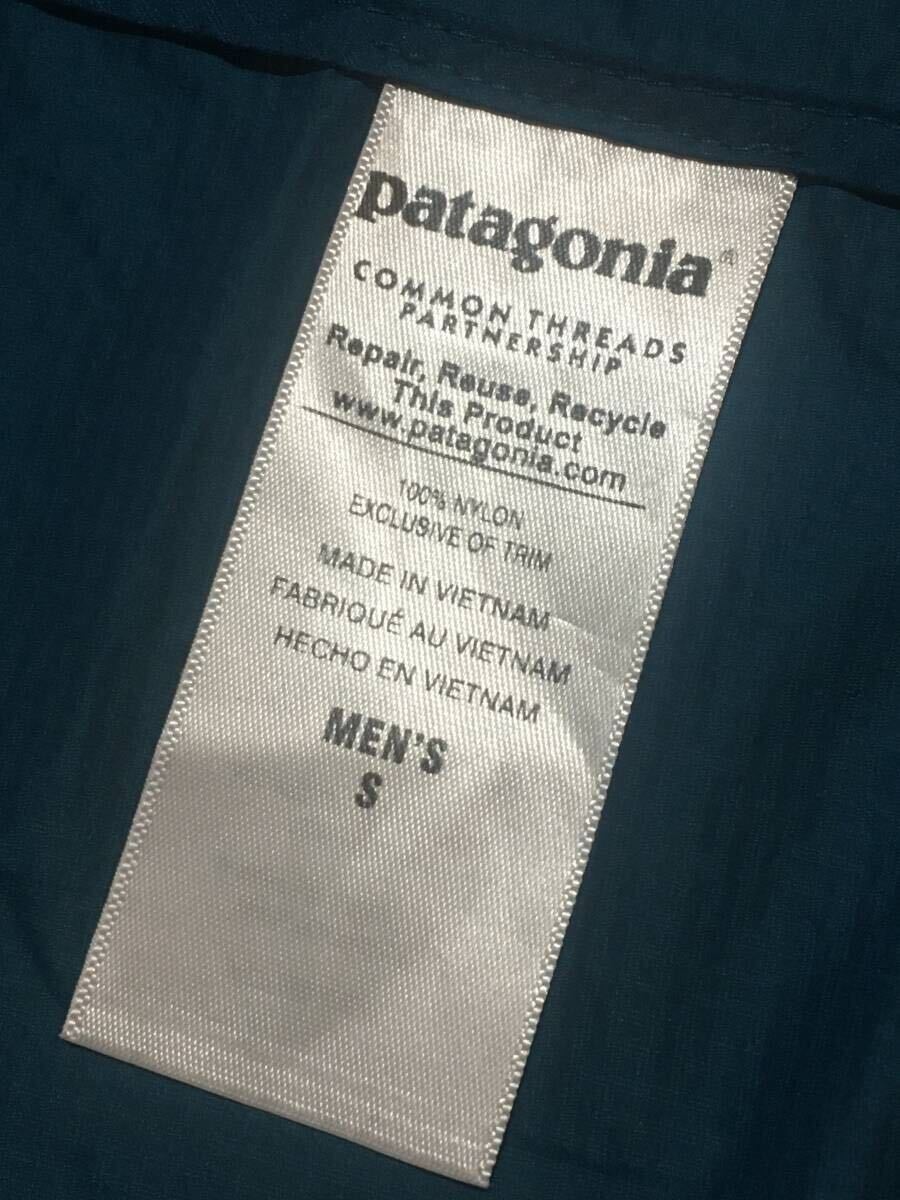 patagonia®
COMMON THREADS
PARTNERSHIP
Repair, Reuse, Recycle
This Product
www.patagonia.com
100% NYLON
EXCLUSIVE OF TRIM
MADE IN VIETNAM
FABRIQUÉ AU VIETNAM
HECHO EN VIETNAM
MEN'S
S